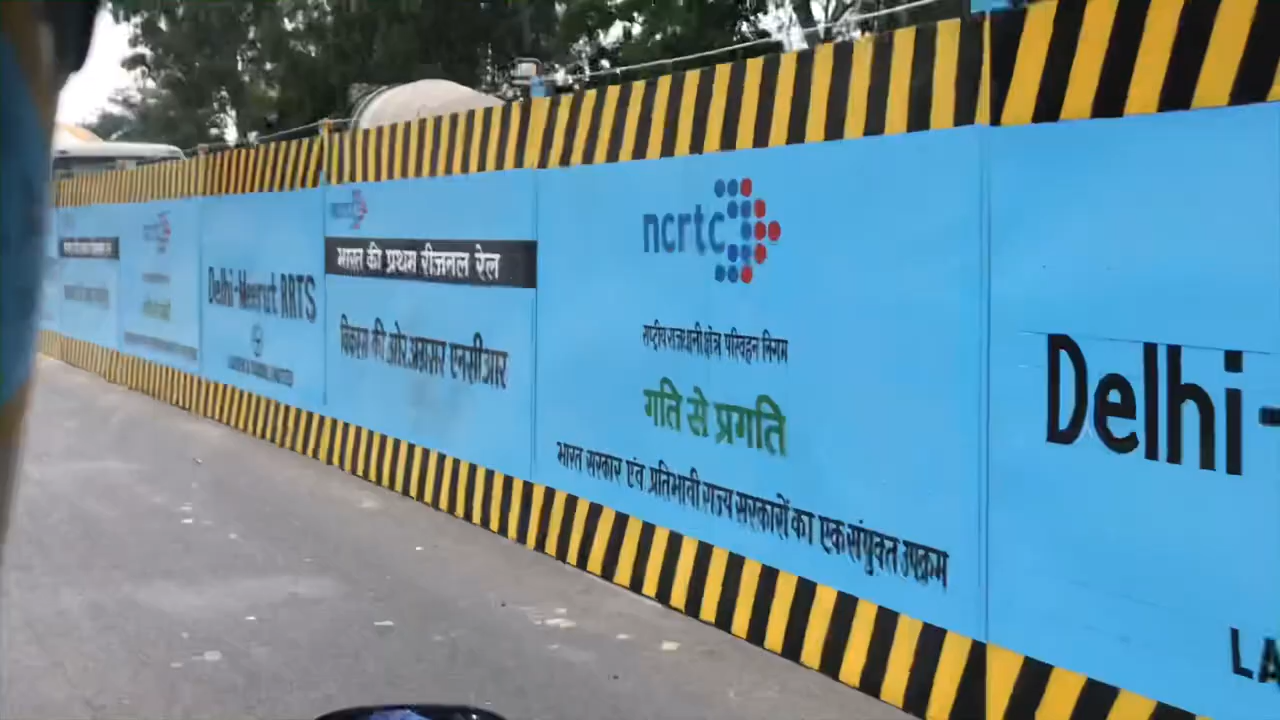 Delhi-Meerut RRTS
भारत की प्रथम रीजनल रेल
विकास की ओर अग्रसर एनसीआर
ncrtc
राष्ट्रीय राजधानी क्षेत्र परिवहन निगम
गति से प्रगति
भारत सरकार एंव प्रतिभावी राज्य सरकारों का एक संयुक्त उपक्रम
Delhi-
LA